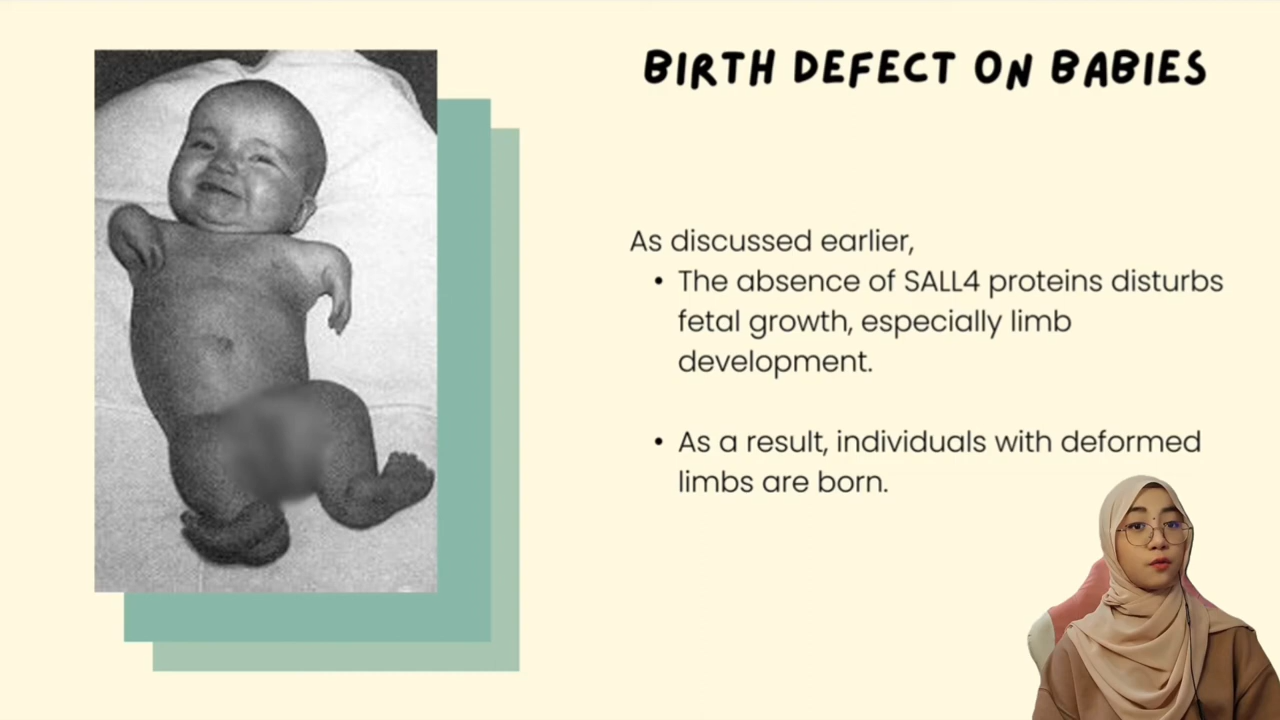 BIRTH DEFECT ON BABIES
As discussed earlier,
• The absence of SALL4 proteins disturbs
fetal growth, especially limb
development.
• As a result, individuals with deformed
limbs are born.